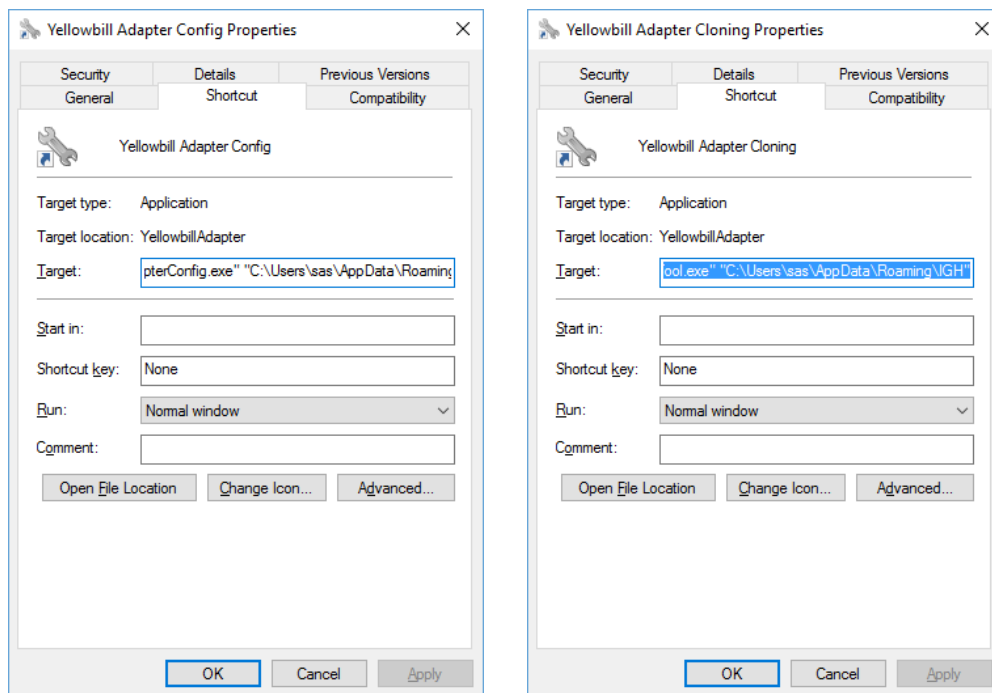 Yellowbill Adapter Config Properties
Security Details Previous Versions
General Shortcut Compatibility
Yellowbill Adapter Config
Target type: Application
Target location: YellowbillAdapter
Target: pterConfig.exe" "C:\Users\sas\AppData\Roaming
Start in:
Shortcut key: None
Run: Normal window
Comment:
Open File Location Change Icon... Advanced...
OK Cancel Apply
Yellowbill Adapter Cloning Properties
Security Details Previous Versions
General Shortcut Compatibility
Yellowbill Adapter Cloning
Target type: Application
Target location: YellowbillAdapter
Target: ool.exe" "C:\Users\sas\AppData\Roaming\IGH"
Start in:
Shortcut key: None
Run: Normal window
Comment:
Open File Location Change Icon... Advanced...
OK Cancel Apply